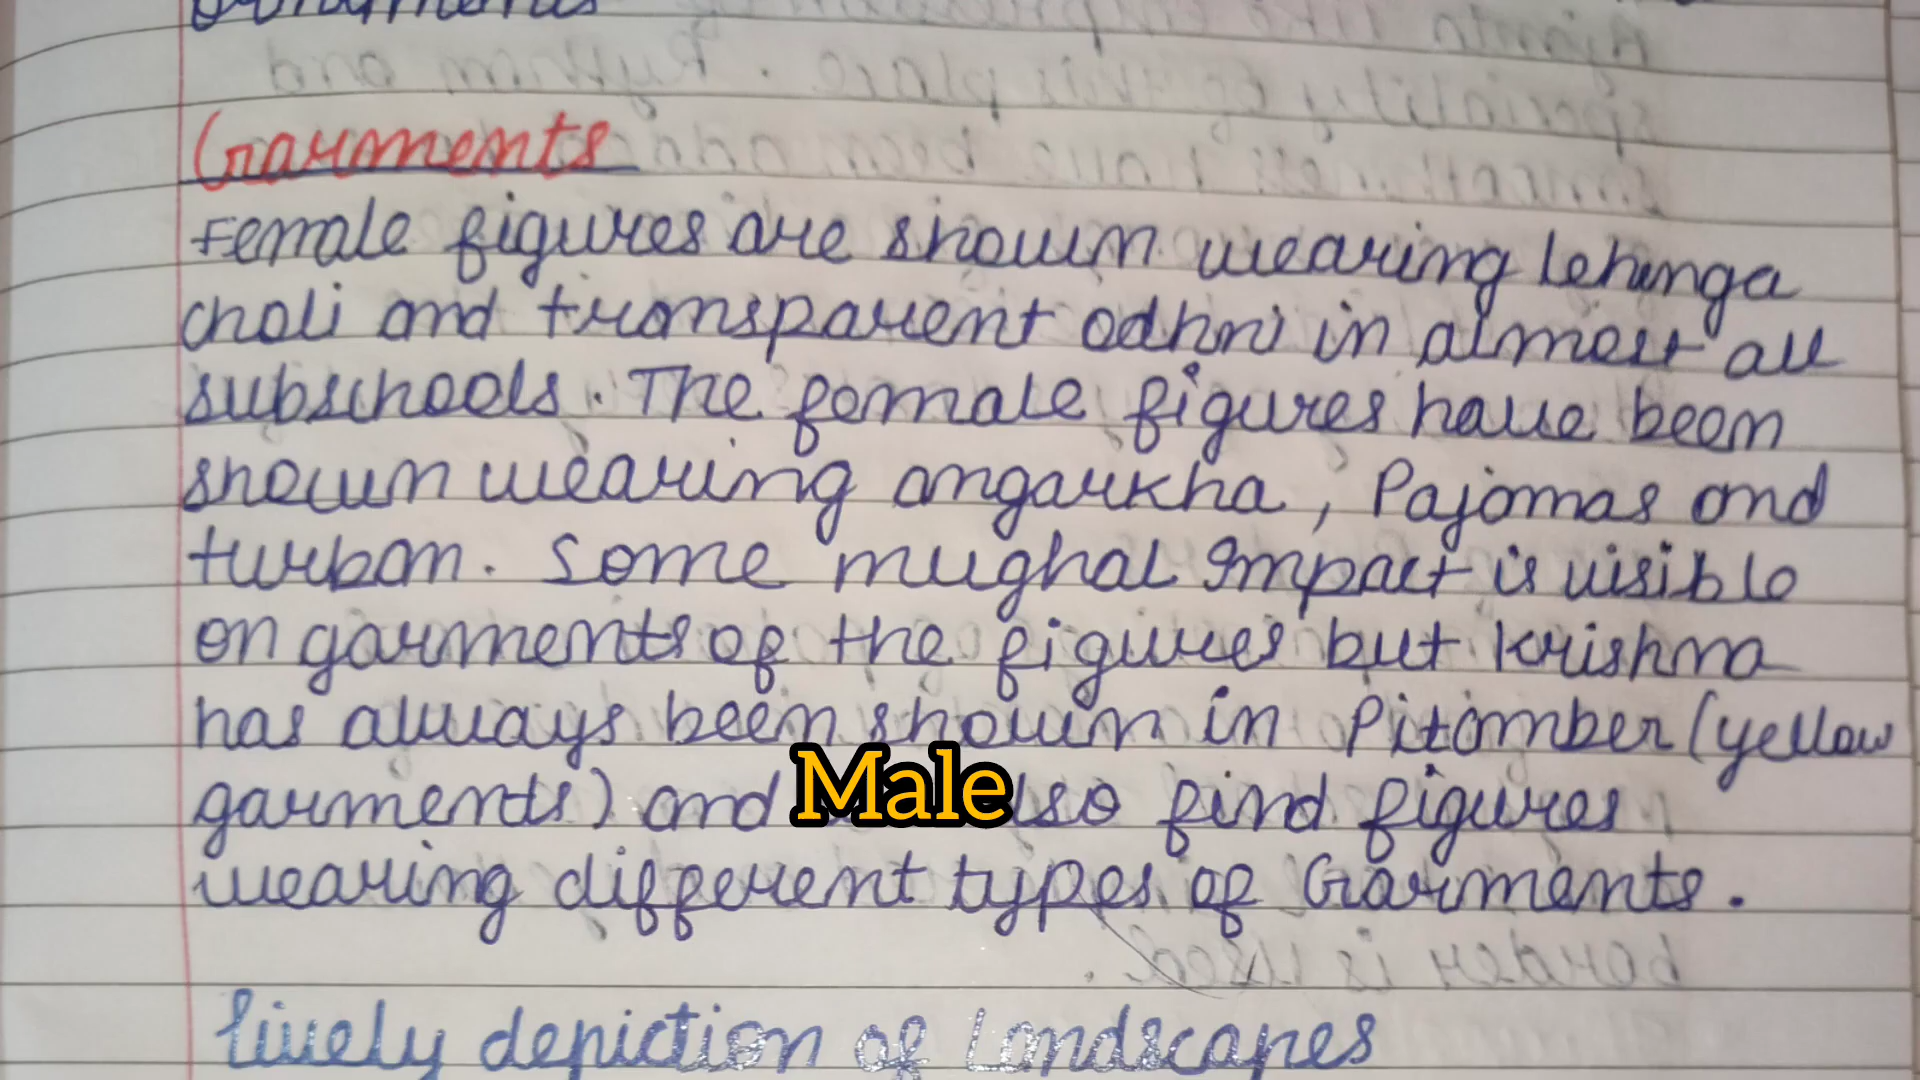 Garments
Female figures are shown wearing lehnga
choli and transparent odhni in almost all
subschools. The female figures have been
shown wearing angarkha, Pajamas and
turban. Some mughal Impact is visible
on garments of the figures but krishna
has always been shown in Pitamber (yellow
garments) and Male also find figures
wearing different types of Garments.
lively depiction of Landscapes